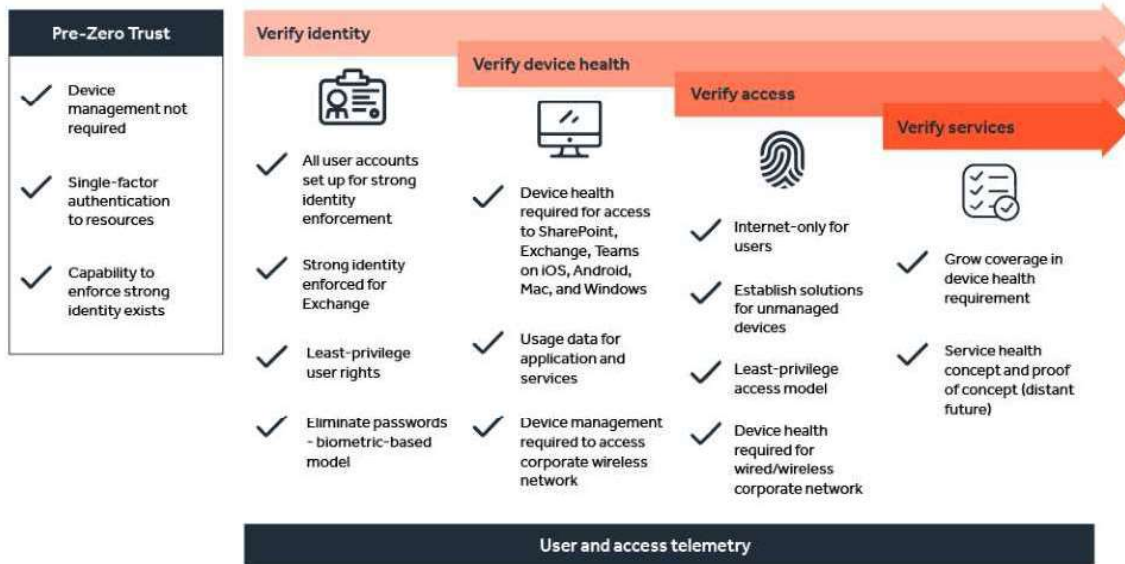 Pre-Zero Trust
Device
management not
required
Single-factor
authentication
to resources
Capability to
enforce strong
identity exists
Verify identity
All user accounts
set up for strong
identity
enforcement
Strong identity
enforced for
Exchange
Least-privilege
user rights
Eliminate passwords
- biometric-based
model
Verify device health
Device health
required for access
to SharePoint,
Exchange, Teams
on iOS, Android,
Mac, and Windows
Usage data for
application and
services
Device management
required to access
corporate wireless
network
Verify access
Internet-only for
users
Establish solutions
for unmanaged
devices
Least-privilege
access model
Device health
required for
wired/wireless
corporate network
Verify services
Grow coverage in
device health
requirement
Service health
concept and proof
of concept (distant
future)
User and access telemetry